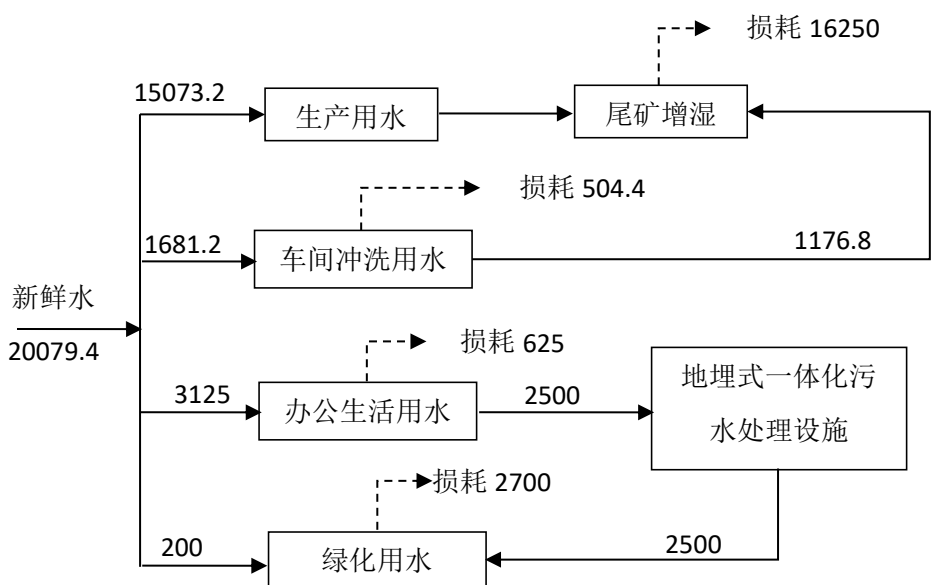 损耗 16250
15073.2
生产用水
尾矿增湿
损耗 504.4
1681.2
车间冲洗用水
1176.8
新鲜水
20079.4
损耗 625
3125
办公生活用水
2500
地埋式一体化污
水处理设施
损耗 2700
200
绿化用水
2500